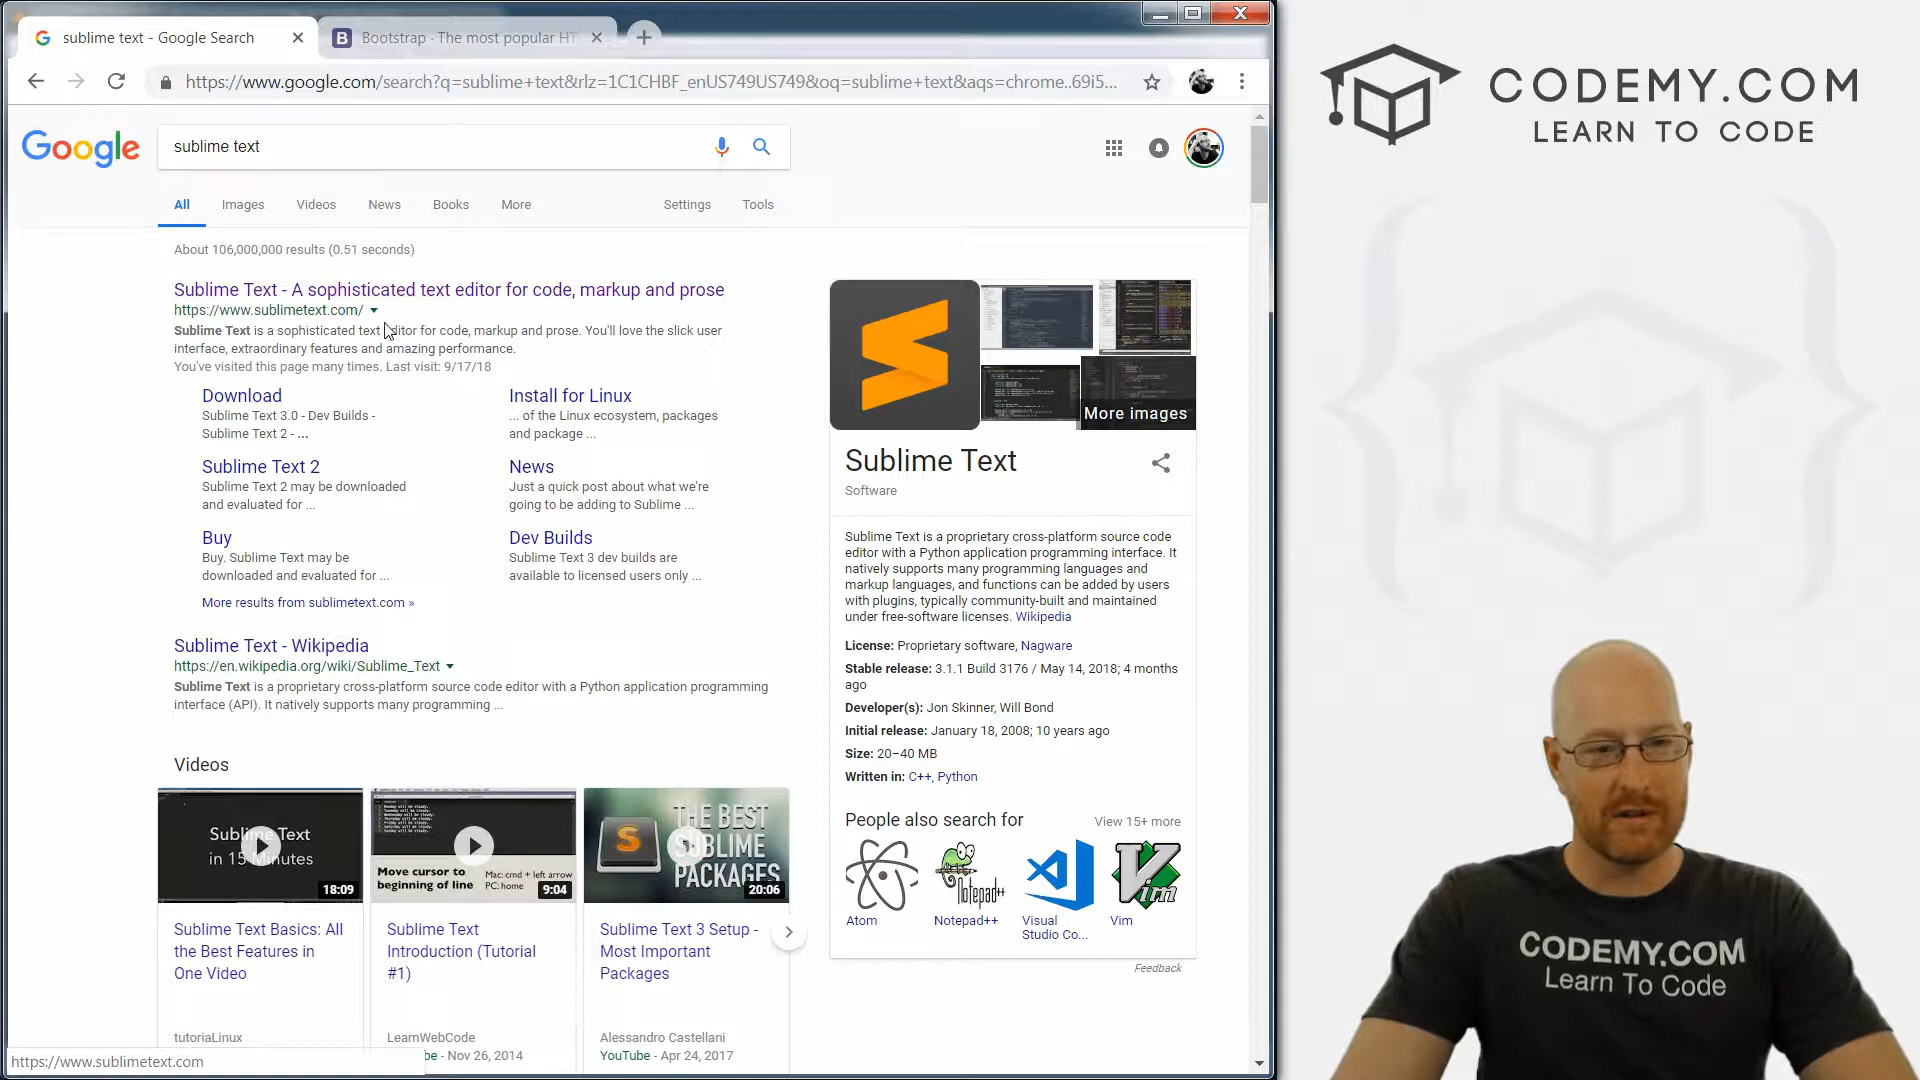 sublime text - Google Search
Bootstrap · The most popular HT
https://www.google.com/search?q=sublime+text&rlz=1C1CHBF_enUS749US749&oq=sublime+text&aqs=chrome..69i5...
Google
sublime text
All Images Videos News Books More Settings Tools
About 106,000,000 results (0.51 seconds)
Sublime Text - A sophisticated text editor for code, markup and prose
https://www.sublimetext.com/
Sublime Text is a sophisticated text editor for code, markup and prose. You'll love the slick user
interface, extraordinary features and amazing performance.
You've visited this page many times. Last visit: 9/17/18
Download
Sublime Text 3.0 - Dev Builds -
Sublime Text 2 - ...
Install for Linux
... of the Linux ecosystem, packages
and package ...
Sublime Text 2
Sublime Text 2 may be downloaded
and evaluated for ...
News
Just a quick post about what we're
going to be adding to Sublime ...
Buy
Buy. Sublime Text may be
downloaded and evaluated for ...
Dev Builds
Sublime Text 3 dev builds are
available to licensed users only ...
More results from sublimetext.com »
Sublime Text - Wikipedia
https://en.wikipedia.org/wiki/Sublime_Text
Sublime Text is a proprietary cross-platform source code editor with a Python application programming
interface (API). It natively supports many programming ...
Videos
Sublime Text
in 15 Minutes
18:09
Move cursor to
beginning of line
Mac: cmd + left arrow
PC: home
9:04
THE BEST
SUBLIME
PACKAGES
20:06
Sublime Text Basics: All
the Best Features in
One Video
tutoriaLinux
Sublime Text
Introduction (Tutorial
#1)
LearnWebCode
be - Nov 26, 2014
Sublime Text 3 Setup -
Most Important
Packages
Alessandro Castellani
YouTube - Apr 24, 2017
https://www.sublimetext.com
More images
Sublime Text
Software
Sublime Text is a proprietary cross-platform source code
editor with a Python application programming interface. It
natively supports many programming languages and
markup languages, and functions can be added by users
with plugins, typically community-built and maintained
under free-software licenses. Wikipedia
License: Proprietary software, Nagware
Stable release: 3.1.1 Build 3176 / May 14, 2018; 4 months
ago
Developer(s): Jon Skinner, Will Bond
Initial release: January 18, 2008; 10 years ago
Size: 20–40 MB
Written in: C++, Python
People also search for
View 15+ more
Notepad++
Vim
Atom
Notepad++
Visual
Studio Co...
Vim
Feedback
CODEMY.COM
LEARN TO CODE
CODEMY.COM
Learn To Code